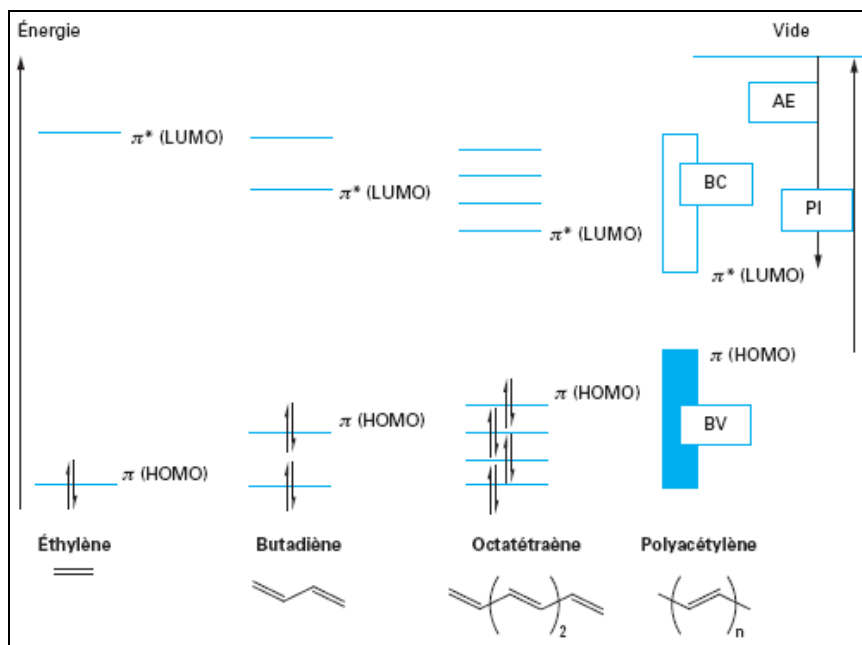 Énergie
Vide
AE
π* (LUMO)
BC
π* (LUMO)
PI
π* (LUMO)
π* (LUMO)
π (HOMO)
π (HOMO)
π (HOMO)
BV
π (HOMO)
Éthylène
Butadiène
Octatétraène
Polyacétylène
2
n